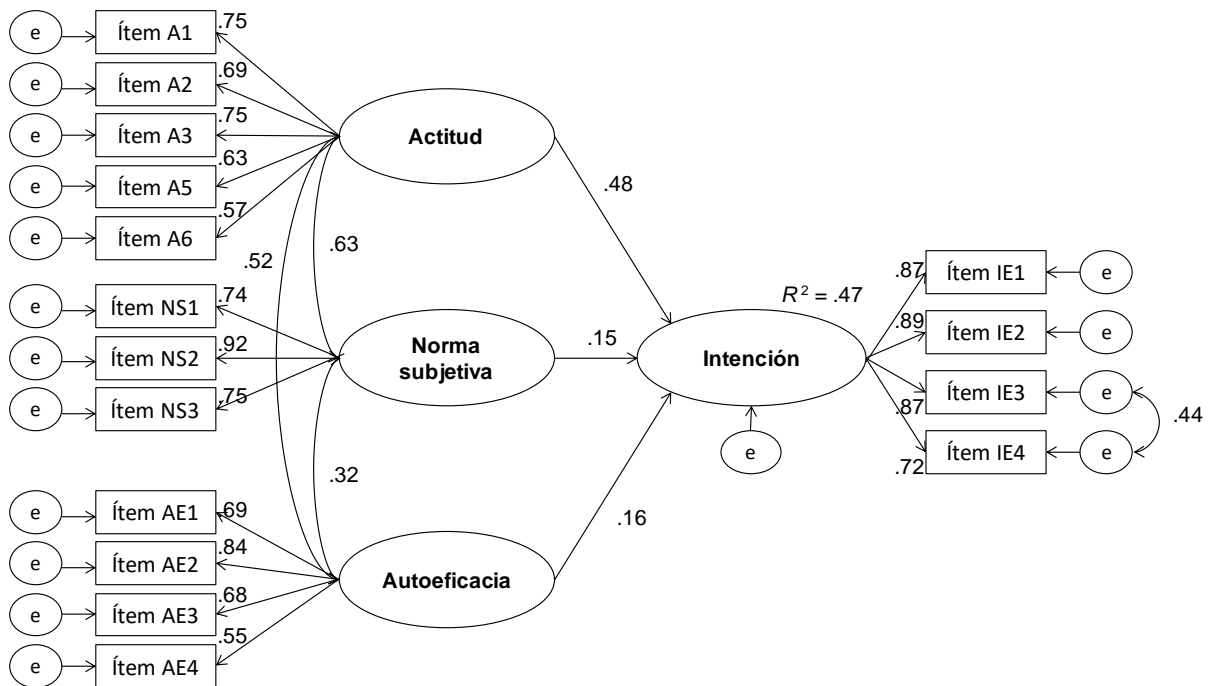 e
Ítem A1
.75
e
Ítem A2
.69
e
Ítem A3
.75
e
Ítem A5
.63
e
Ítem A6
.57
Actitud
.48
.63
.52
e
Ítem NS1
.74
e
Ítem NS2
.92
e
Ítem NS3
.75
Norma
subjetiva
.15
.32
e
Ítem AE1
.69
e
Ítem AE2
.84
e
Ítem AE3
.68
e
Ítem AE4
.55
Autoeficacia
.16
R² = .47
Intención
e
.87
Ítem IE1
e
.89
Ítem IE2
e
.87
Ítem IE3
e
.72
Ítem IE4
e
.44